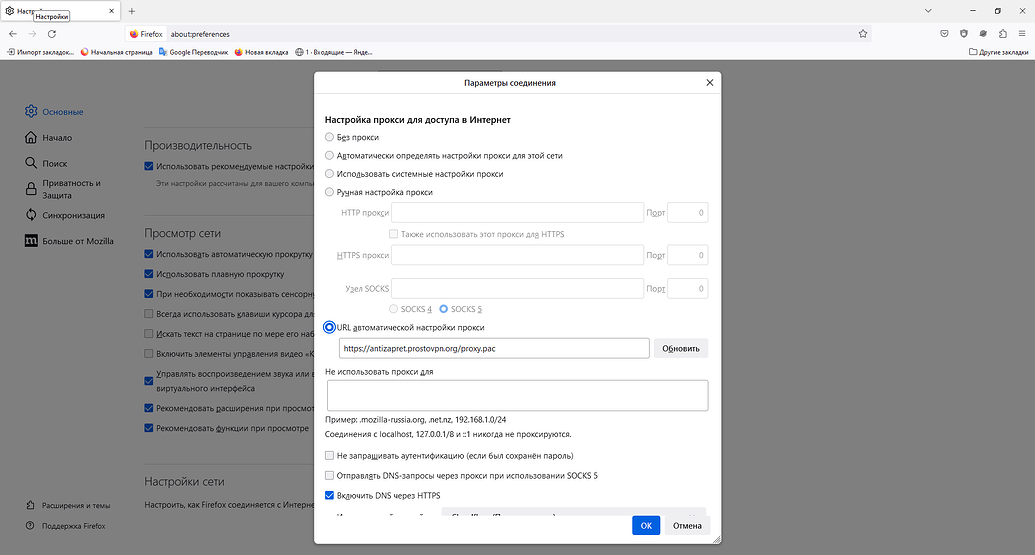 Настройки
Firefox
about:preferences
Импорт закладок...
Начальная страница
Google Переводчик
Новая вкладка
1 · Входящие — Янде...
Другие закладки
Основные
Начало
Поиск
Приватность и
Защита
Синхронизация
Больше от Mozilla
Расширения и темы
Поддержка Firefox
Производительность
Использовать рекомендуемые настройки
Эти настройки рассчитаны для вашего
Просмотр сети
Использовать автоматическую прокрутку
Использовать плавную прокрутку
При необходимости показывать
Всегда использовать клавиши курсора
Искать текст на странице по мере его
Включить элементы управления видео
Управлять воспроизведением звука или
виртуального интерфейса
Рекомендовать расширения при
Рекомендовать функции при просмотре
Настройки сети
Настроить, как Firefox соединяется с
Параметры соединения
Настройка прокси для доступа в Интернет
Без прокси
Автоматически определять настройки прокси для этой сети
Использовать системные настройки прокси
Ручная настройка прокси
HTTP прокси Порт 0
Также использовать этот прокси для HTTPS
HTTPS прокси Порт 0
Узел SOCKS Порт 0
SOCKS 4 SOCKS 5
URL автоматической настройки прокси
https://antizapret.prostovpn.org/proxy.pac Обновить
Не использовать прокси для
Пример: .mozilla-russia.org, .net.nz, 192.168.1.0/24
Соединения с localhost, 127.0.0.1/8 и ::1 никогда не проксируются.
Не запрашивать аутентификацию (если был сохранён пароль)
Отправлять DNS-запросы через прокси при использовании SOCKS 5
Включить DNS через HTTPS
ОК Отмена